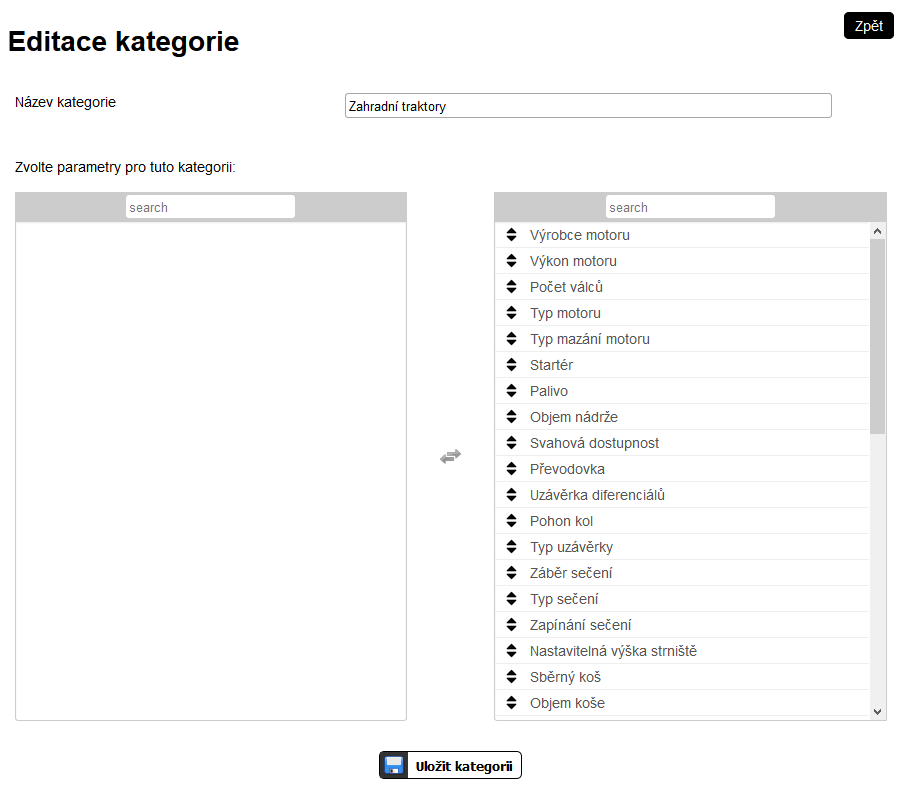 Zpět
Editace kategorie
Název kategorie
Zahradní traktory
Zvolte parametry pro tuto kategorii:
search
search
Výrobce motoru
Výkon motoru
Počet válců
Typ motoru
Typ mazání motoru
Startér
Palivo
Objem nádrže
Svahová dostupnost
Převodovka
Uzávěrka diferenciálů
Pohon kol
Typ uzávěrky
Záběr sečení
Typ sečení
Zapínání sečení
Nastavitelná výška strniště
Sběrný koš
Objem koše
Uložit kategorii